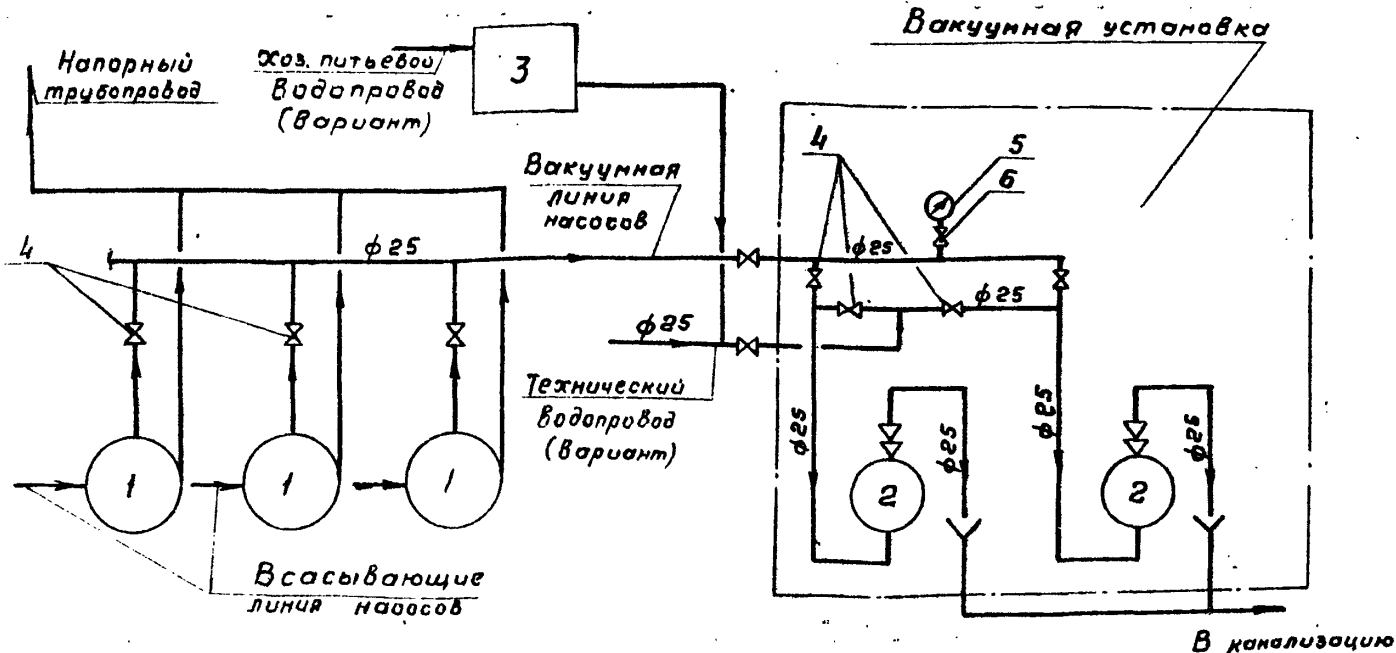 Вакуумная установка
Напорный
трубопровод
Хоз. питьевой
водопровод
(Вариант)
3
Вакуумная
линия
насосов
4
5
6
4
ф25
ф25
ф25
ф25
Технический
водопровод
(Вариант)
ф25
ф25
ф25
ф25
1
1
1
2
2
Всасывающие
линия насосов
В канализацию